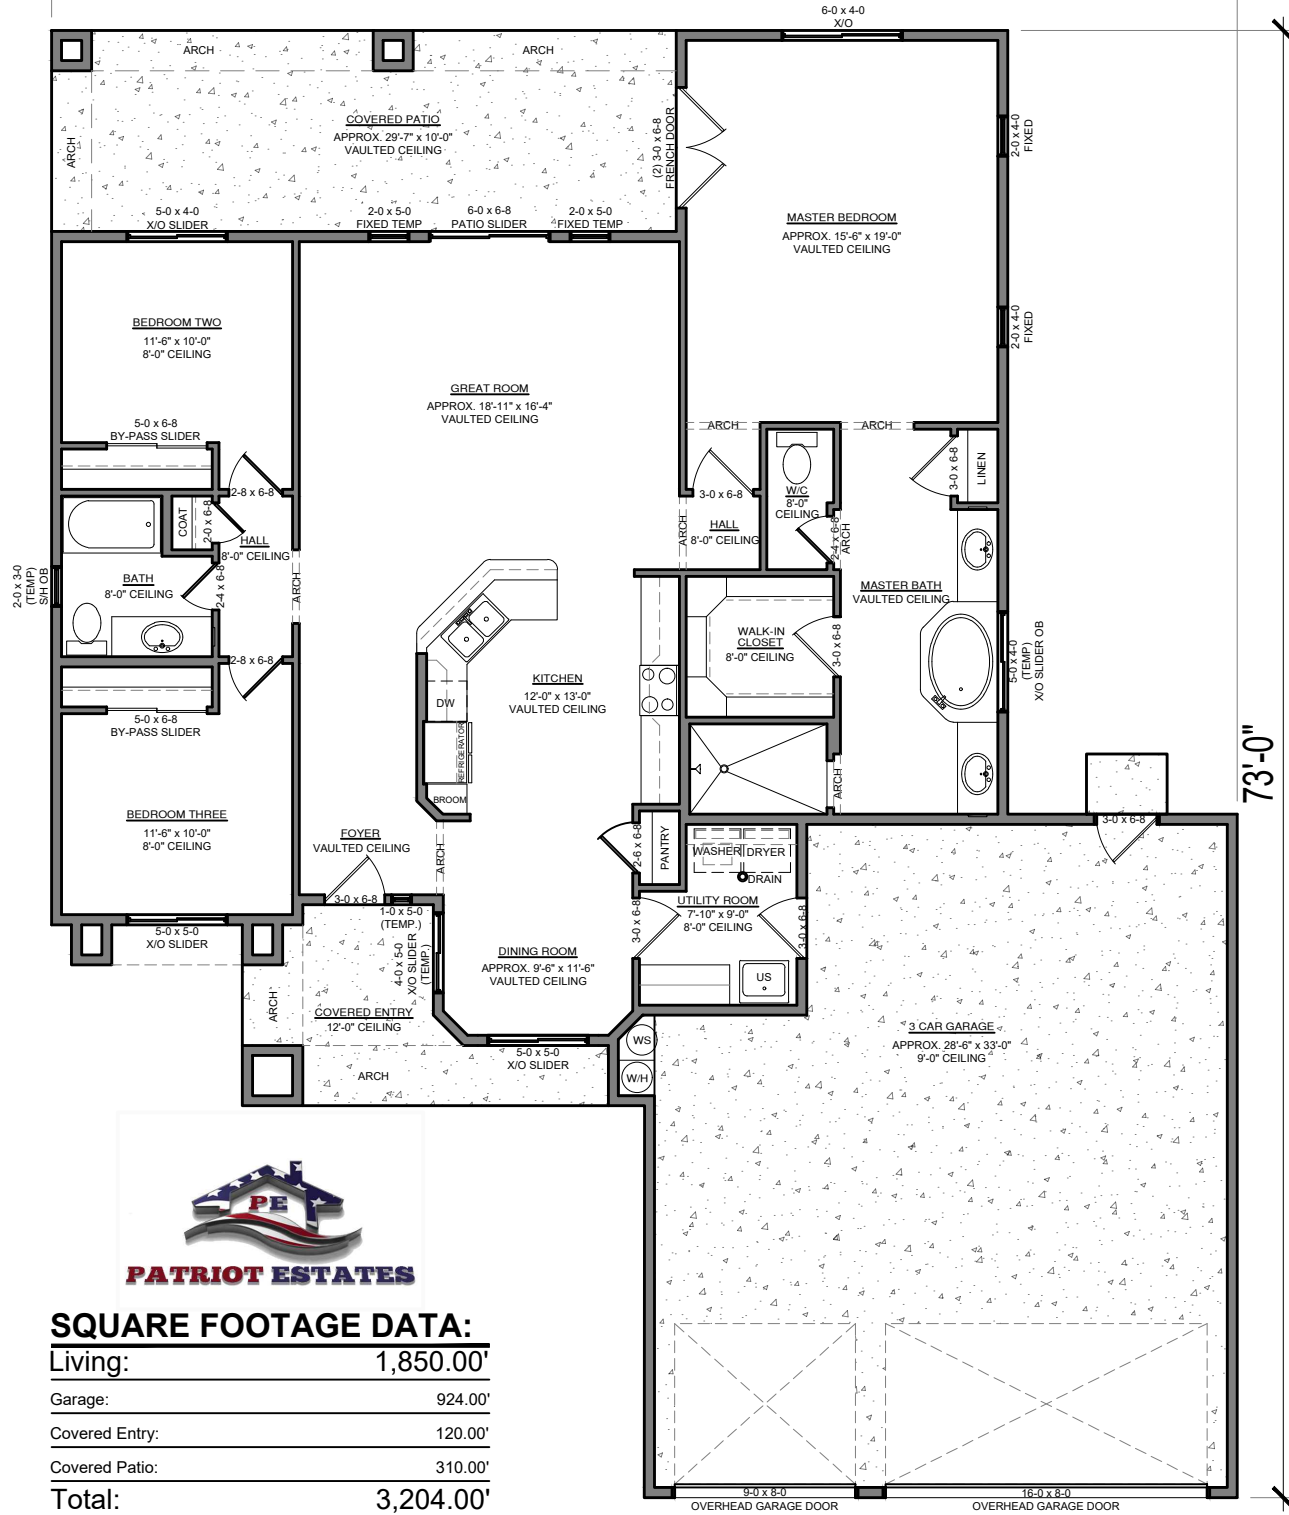 6-0 x 4-0
X/O
ARCH
ARCH
ARCH
COVERED PATIO
APPROX. 29'-7" x 10'-0"
VAULTED CEILING
(2) 3-0 x 6-8
FRENCH DOOR
2-0 x 4-0
FIXED
5-0 x 4-0
X/O SLIDER
2-0 x 5-0
FIXED TEMP
6-0 x 6-8
PATIO SLIDER
2-0 x 5-0
FIXED TEMP
MASTER BEDROOM
APPROX. 15'-6" x 19'-0"
VAULTED CEILING
2-0 x 4-0
FIXED
BEDROOM TWO
11'-6" x 10'-0"
8'-0" CEILING
GREAT ROOM
APPROX. 18'-11" x 16'-4"
VAULTED CEILING
5-0 x 6-8
BY-PASS SLIDER
ARCH
ARCH
2-8 x 6-8
3-0 x 6-8
W/C
8'-0"
CEILING
3-0 x 6-8
LINEN
COAT
2-0 x 6-8
HALL
8'-0" CEILING
ARCH
HALL
8'-0" CEILING
2-4 x 6-8
ARCH
2-0 x 3-0
(TEMP)
S/H OB
BATH
8'-0" CEILING
2-4 x 6-8
ARCH
MASTER BATH
VAULTED CEILING
WALK-IN
CLOSET
8'-0" CEILING
3-0 x 6-8
5-0 x 4-0
(TEMP)
X/O SLIDER OB
2-8 x 6-8
KITCHEN
12'-0" x 13'-0"
VAULTED CEILING
DW
REFRIGERATOR
BROOM
5-0 x 6-8
BY-PASS SLIDER
73'-0"
ARCH
BEDROOM THREE
11'-6" x 10'-0"
8'-0" CEILING
FOYER
VAULTED CEILING
ARCH
2-6 x 6-8
PANTRY
WASHER
DRYER
DRAIN
3-0 x 6-8
3-0 x 6-8
1-0 x 5-0
(TEMP.)
UTILITY ROOM
7'-10" x 9'-0"
8'-0" CEILING
3-0 x 6-8
3-0 x 6-8
5-0 x 5-0
X/O SLIDER
4-0 x 5-0
X/O SLIDER
(TEMP.)
DINING ROOM
APPROX. 9'-6" x 11'-6"
VAULTED CEILING
US
ARCH
COVERED ENTRY
12'-0" CEILING
3 CAR GARAGE
APPROX. 28'-6" x 33'-0"
9'-0" CEILING
WS
5-0 x 5-0
X/O SLIDER
ARCH
W/H
PE
PATRIOT ESTATES
SQUARE FOOTAGE DATA:
Living: 1,850.00'
Garage: 924.00'
Covered Entry: 120.00'
Covered Patio: 310.00'
Total: 3,204.00'
9-0 x 8-0
OVERHEAD GARAGE DOOR
16-0 x 8-0
OVERHEAD GARAGE DOOR